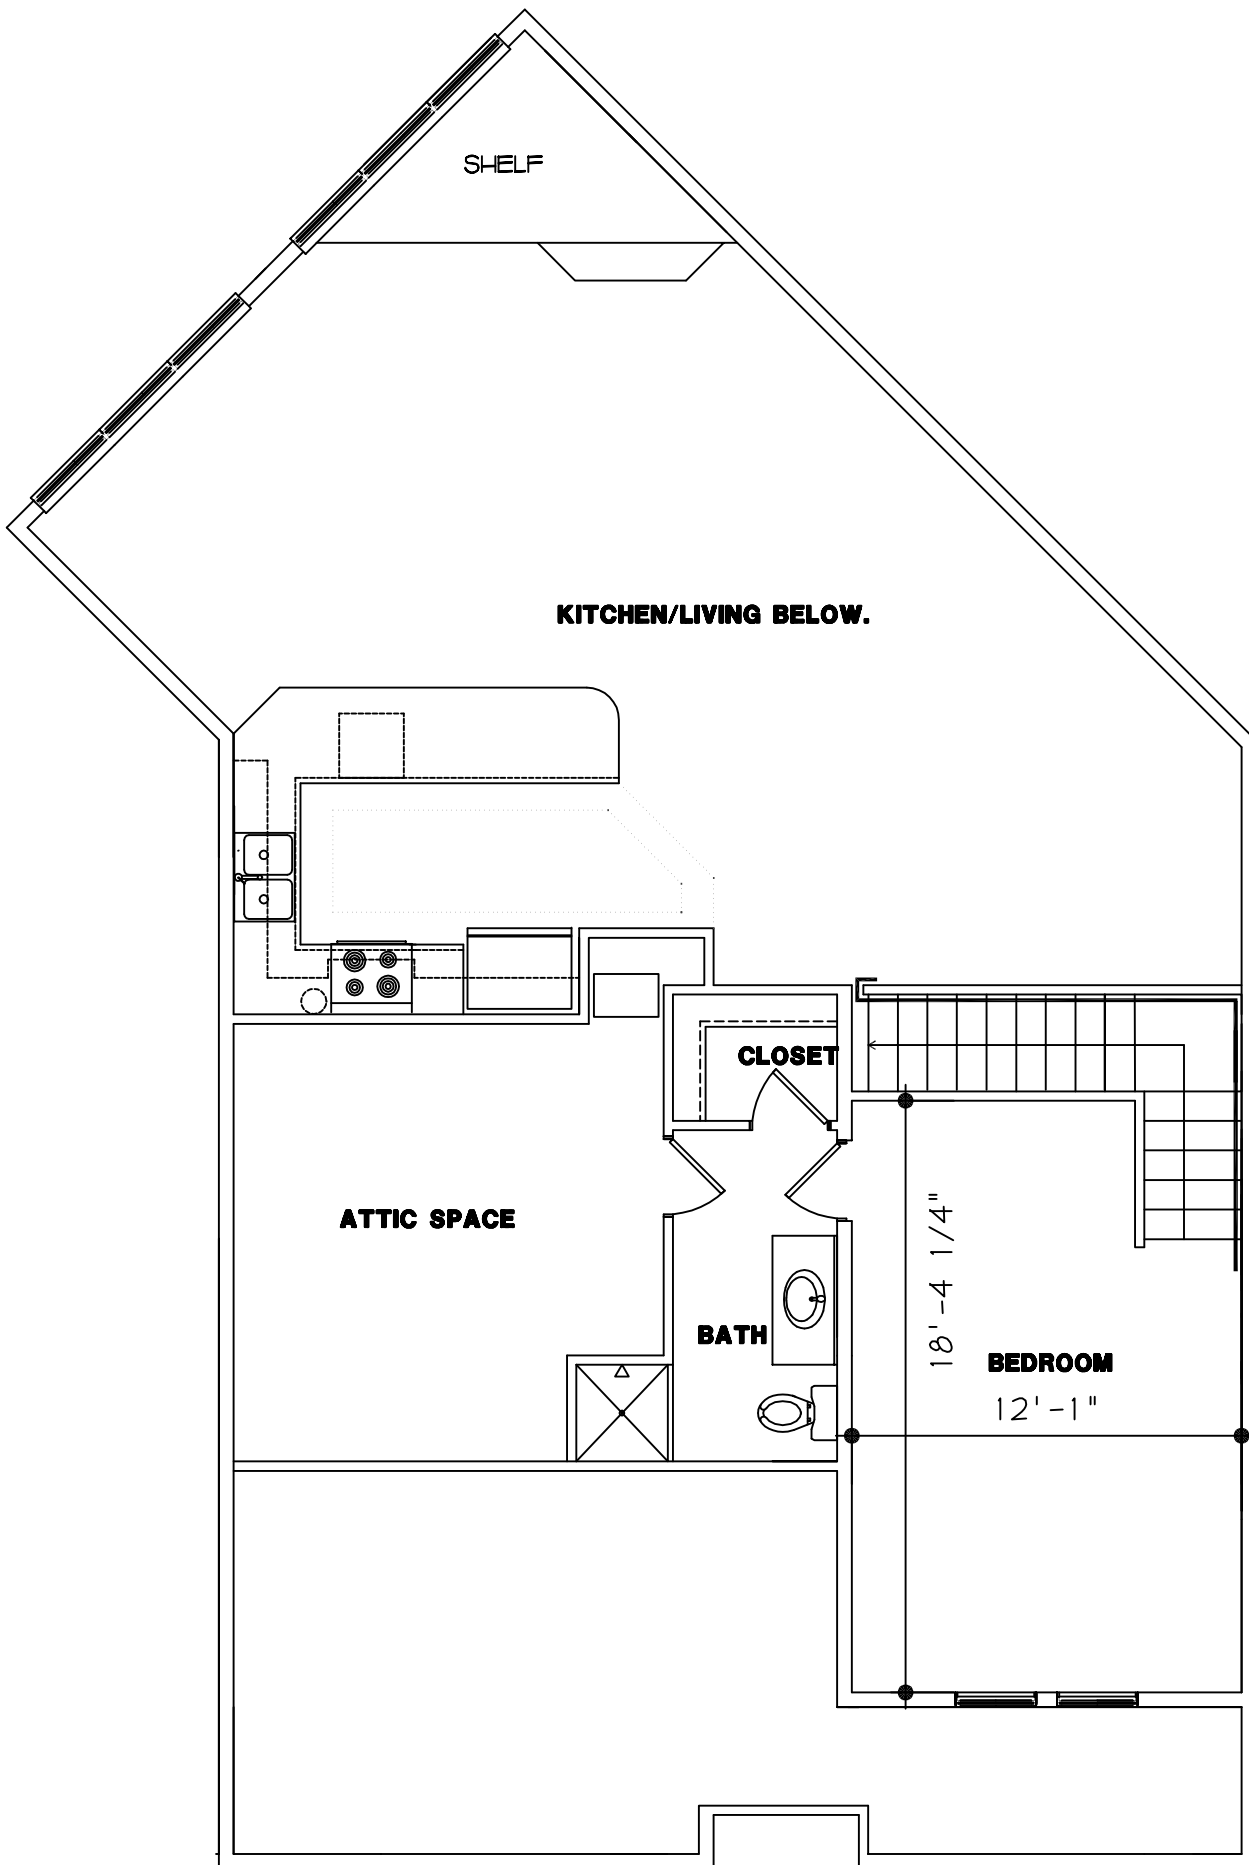 SHELF
KITCHEN/LIVING BELOW.
CLOSET
ATTIC SPACE
18'-4 1/4"
BATH
BEDROOM
12'-1"